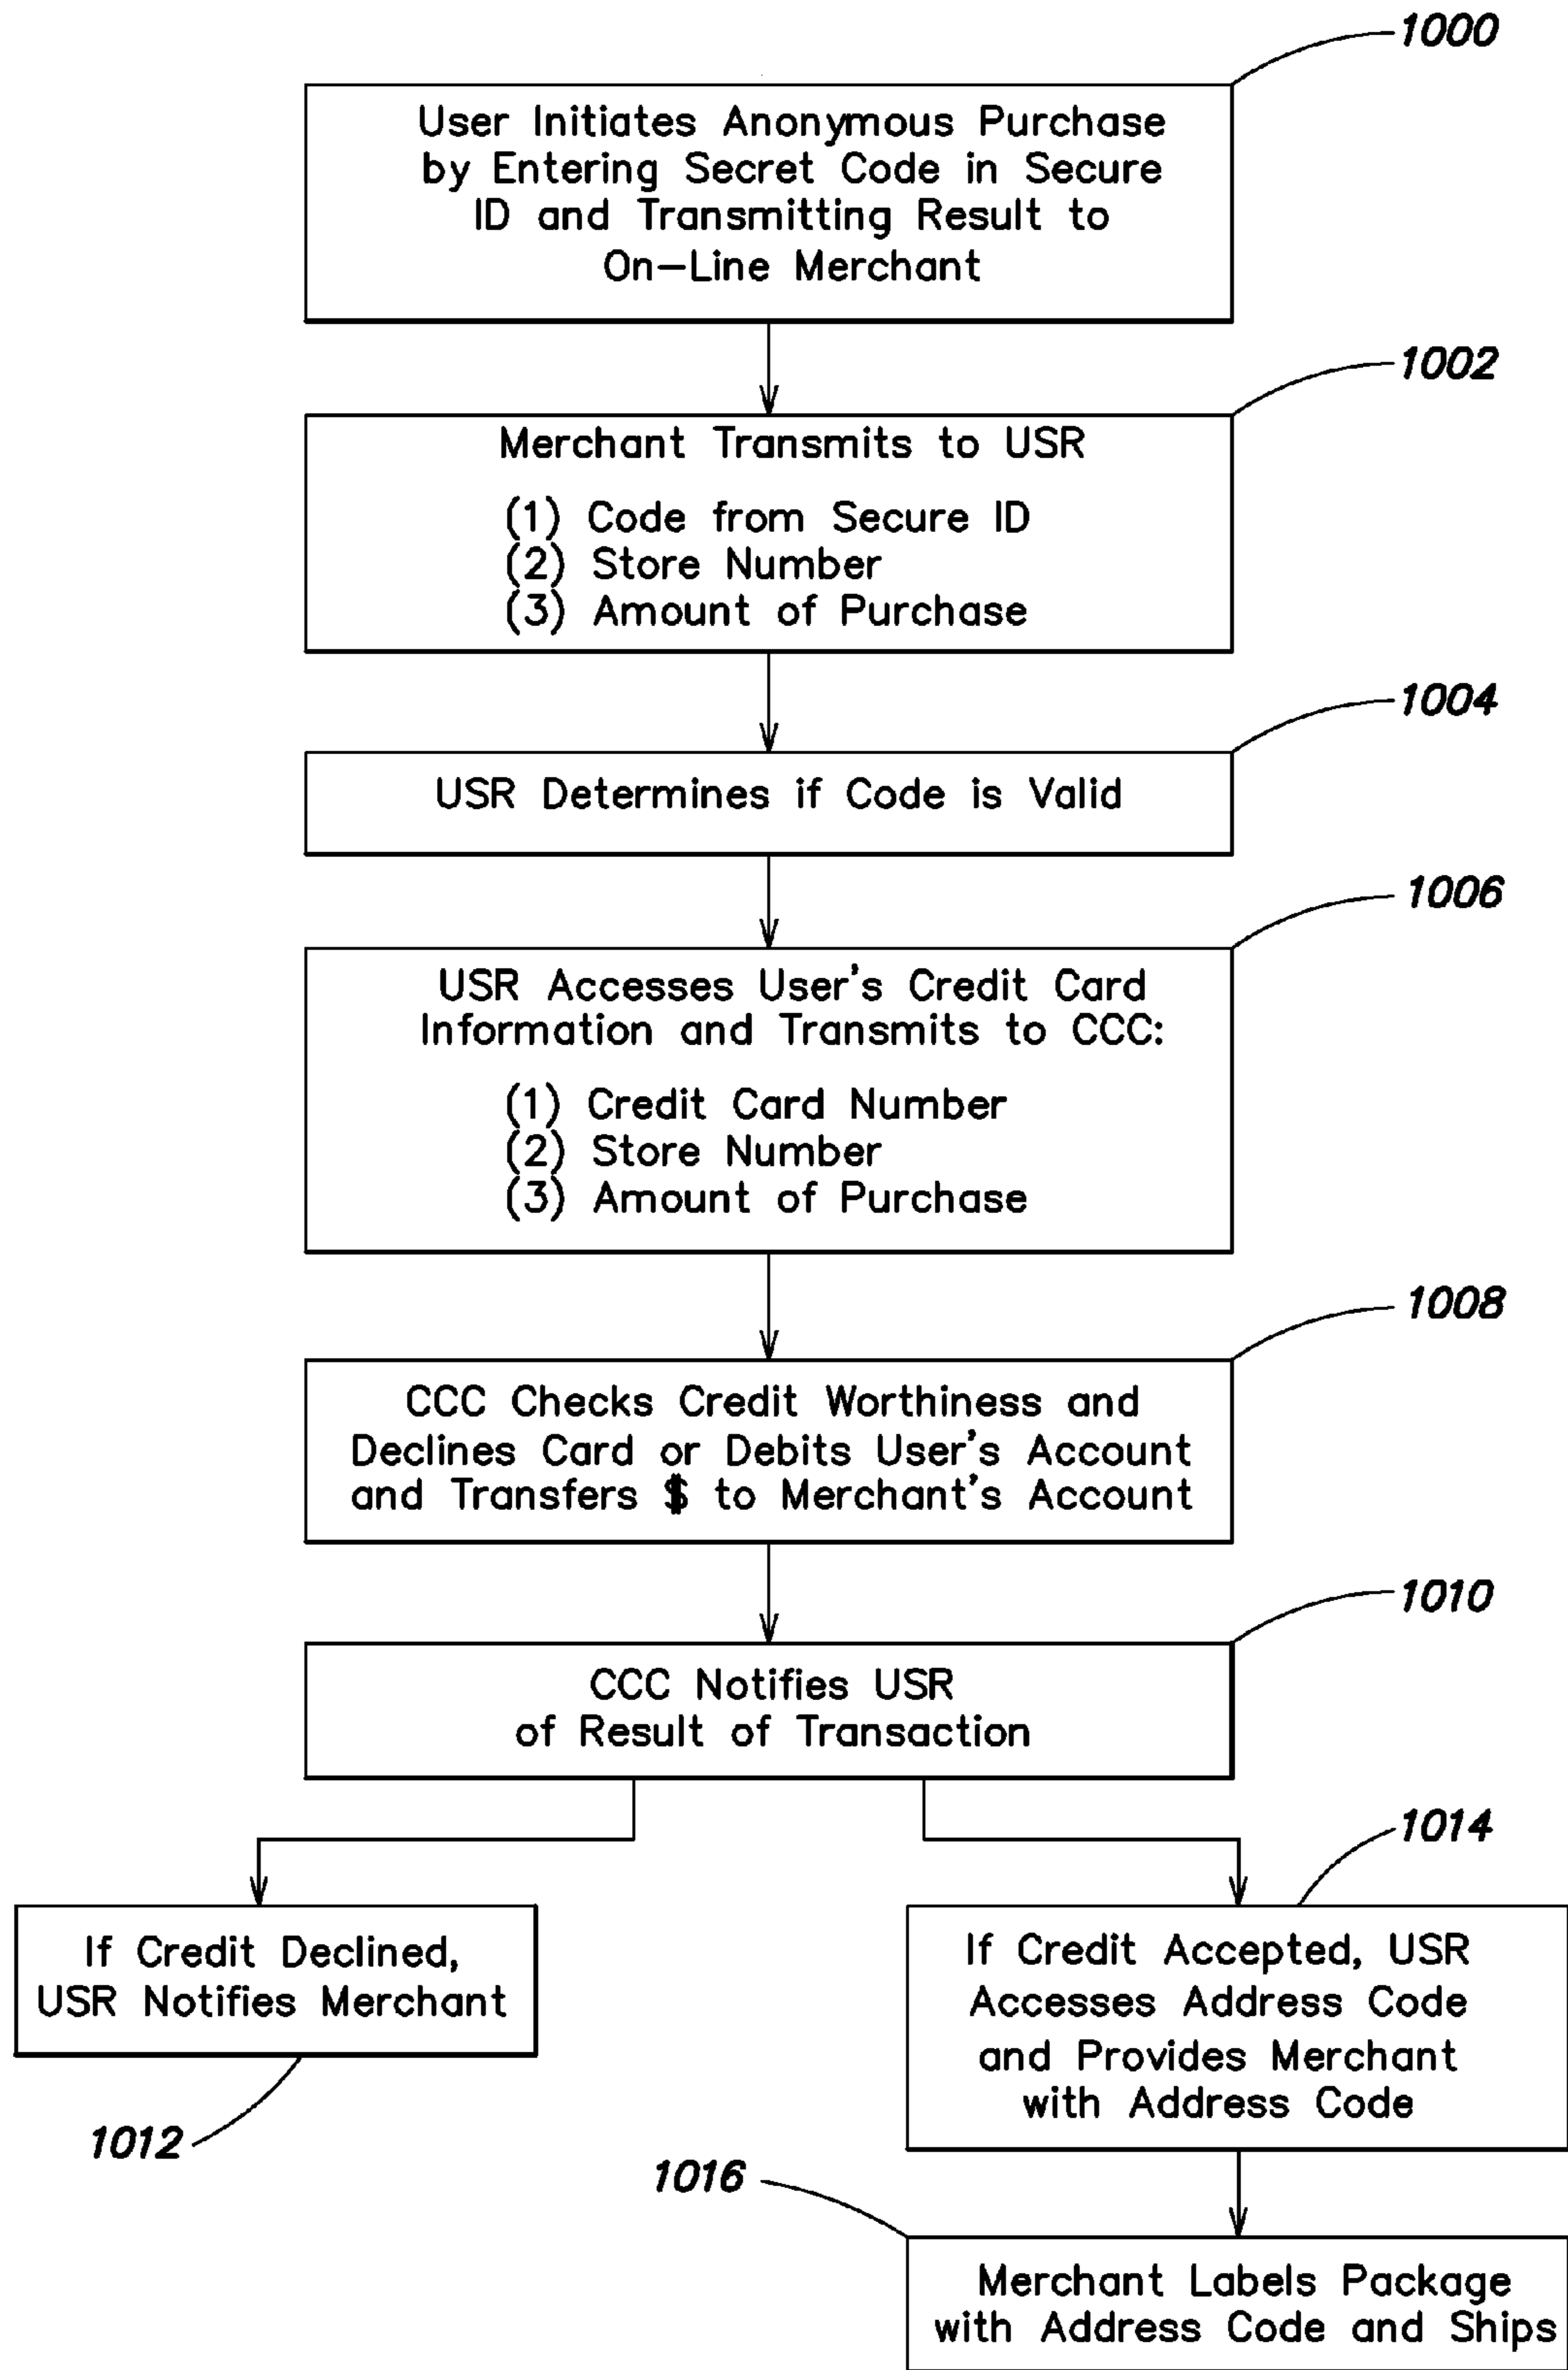 1000
User Initiates Anonymous Purchase
by Entering Secret Code in Secure
ID and Transmitting Result to
On-Line Merchant
1002
Merchant Transmits to USR
(1) Code from Secure ID
(2) Store Number
(3) Amount of Purchase
1004
USR Determines if Code is Valid
1006
USR Accesses User's Credit Card
Information and Transmits to CCC:
(1) Credit Card Number
(2) Store Number
(3) Amount of Purchase
1008
CCC Checks Credit Worthiness and
Declines Card or Debits User's Account
and Transfers $ to Merchant's Account
1010
CCC Notifies USR
of Result of Transaction
If Credit Declined,
USR Notifies Merchant
1012
1014
If Credit Accepted, USR
Accesses Address Code
and Provides Merchant
with Address Code
1016
Merchant Labels Package
with Address Code and Ships